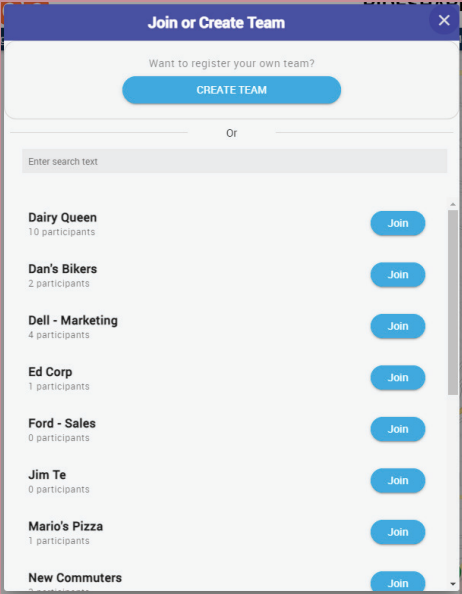 Join or Create Team
Want to register your own team?
CREATE TEAM
Or
Enter search text
Dairy Queen
Join
10 participants
Dan's Bikers
Join
2 participants
Dell - Marketing
Join
4 participants
Ed Corp
Join
1 participants
Ford - Sales
Join
0 participants
Jim Te
Join
0 participants
Mario's Pizza
Join
1 participants
New Commuters
Join
participants